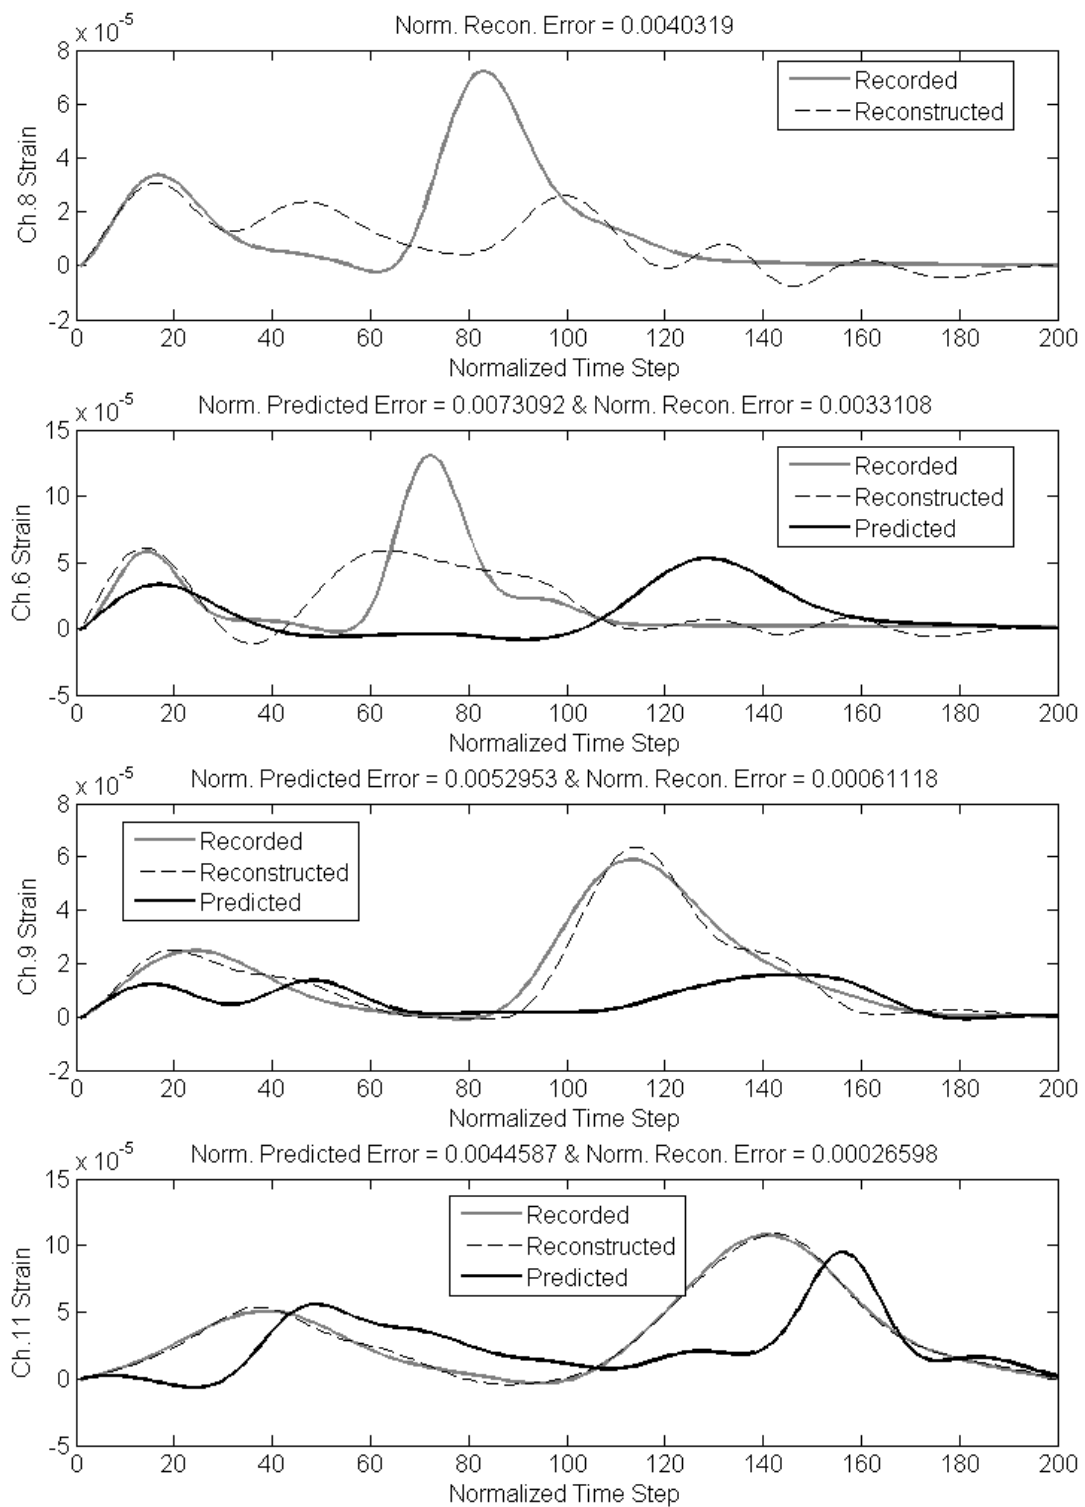 x 10^-5
Norm. Recon. Error = 0.0040319
8
6
4
2
0
-2
Ch.8 Strain
Recorded
Reconstructed
0 20 40 60 80 100 120 140 160 180 200
Normalized Time Step
x 10^-5
Norm. Predicted Error = 0.0073092 & Norm. Recon. Error = 0.0033108
15
10
5
0
-5
Ch.6 Strain
Recorded
Reconstructed
Predicted
0 20 40 60 80 100 120 140 160 180 200
Normalized Time Step
x 10^-5
Norm. Predicted Error = 0.0052953 & Norm. Recon. Error = 0.00061118
8
6
4
2
0
-2
Ch.9 Strain
Recorded
Reconstructed
Predicted
0 20 40 60 80 100 120 140 160 180 200
Normalized Time Step
x 10^-5
Norm. Predicted Error = 0.0044587 & Norm. Recon. Error = 0.00026598
15
10
5
0
-5
Ch.11 Strain
Recorded
Reconstructed
Predicted
0 20 40 60 80 100 120 140 160 180 200
Normalized Time Step